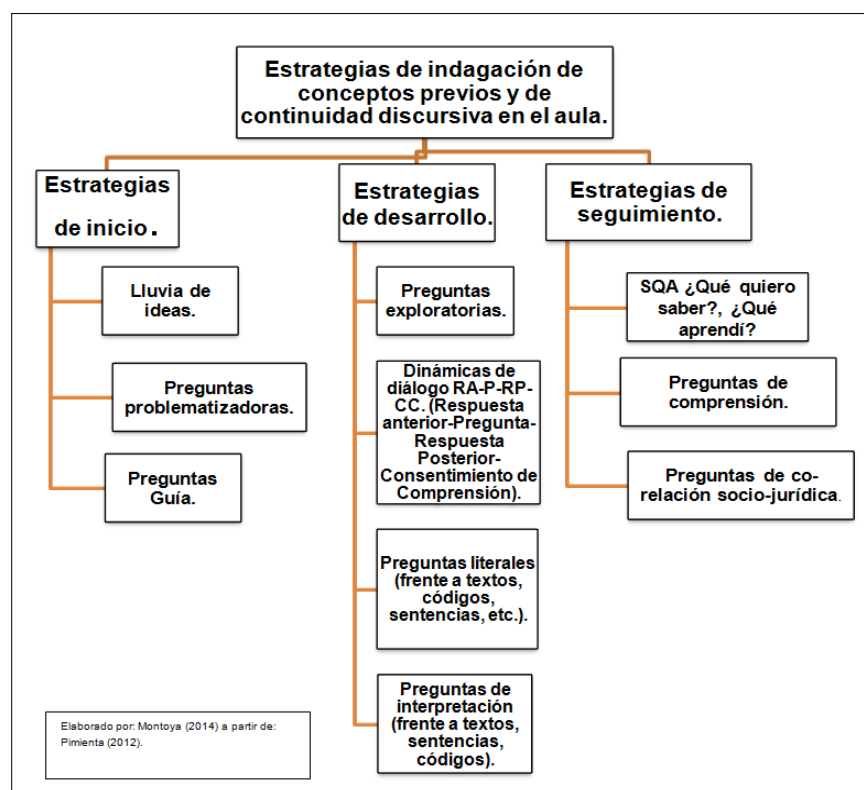 Estrategias de indagación de
conceptos previos y de
continuidad discursiva en el aula.
Estrategias
de inicio.
Lluvia de
ideas.
Preguntas
problematizadoras.
Preguntas
Guía.
Estrategias
de desarrollo.
Preguntas
exploratorias.
Dinámicas de
diálogo RA-P-RP-
CC. (Respuesta
anterior-Pregunta-
Respuesta
Posterior-
Consentimiento de
Comprensión).
Preguntas literales
(frente a textos,
códigos,
sentencias, etc.).
Preguntas de
interpretación
(frente a textos,
sentencias,
códigos).
Estrategias de
seguimiento.
SQA ¿Qué quiero
saber?, ¿Qué
aprendí?
Preguntas de
comprensión.
Preguntas de co-
relación socio-jurídica.
Elaborado por: Montoya (2014) a partir de:
Pimienta (2012).